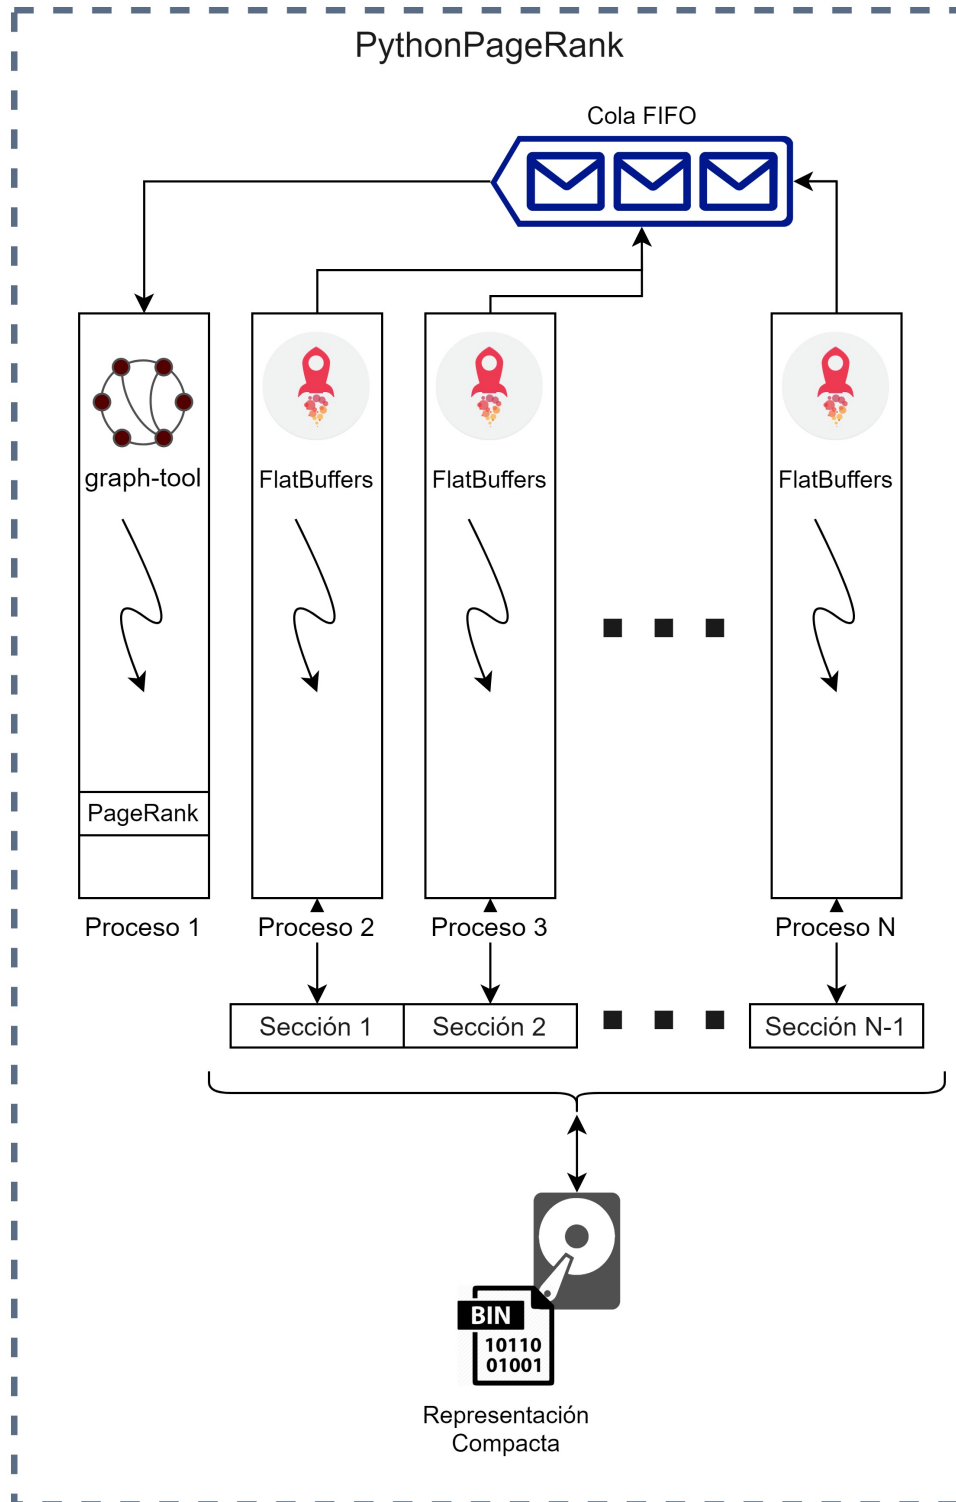 PythonPageRank
Cola FIFO
graph-tool
FlatBuffers
FlatBuffers
FlatBuffers
PageRank
Proceso 1
Proceso 2
Proceso 3
Proceso N
Sección 1
Sección 2
Sección N-1
BIN
10110
01001
Representación
Compacta